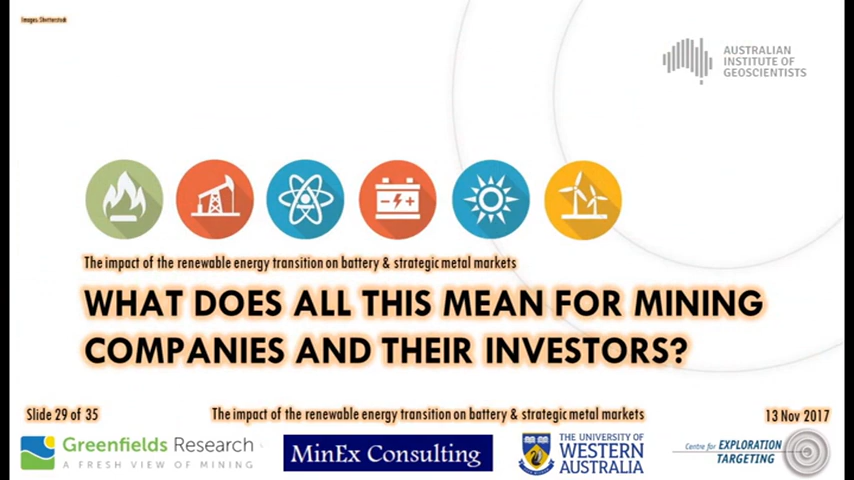 Images: Shutterstock
AUSTRALIAN
INSTITUTE OF
GEOSCIENTISTS
The impact of the renewable energy transition on battery & strategic metal markets
WHAT DOES ALL THIS MEAN FOR MINING
COMPANIES AND THEIR INVESTORS?
Slide 29 of 35
The impact of the renewable energy transition on battery & strategic metal markets
13 Nov 2017
Greenfields Research
A FRESH VIEW OF MINING
MinEx Consulting
THE UNIVERSITY OF
WESTERN
AUSTRALIA
Centre for EXPLORATION
TARGETING